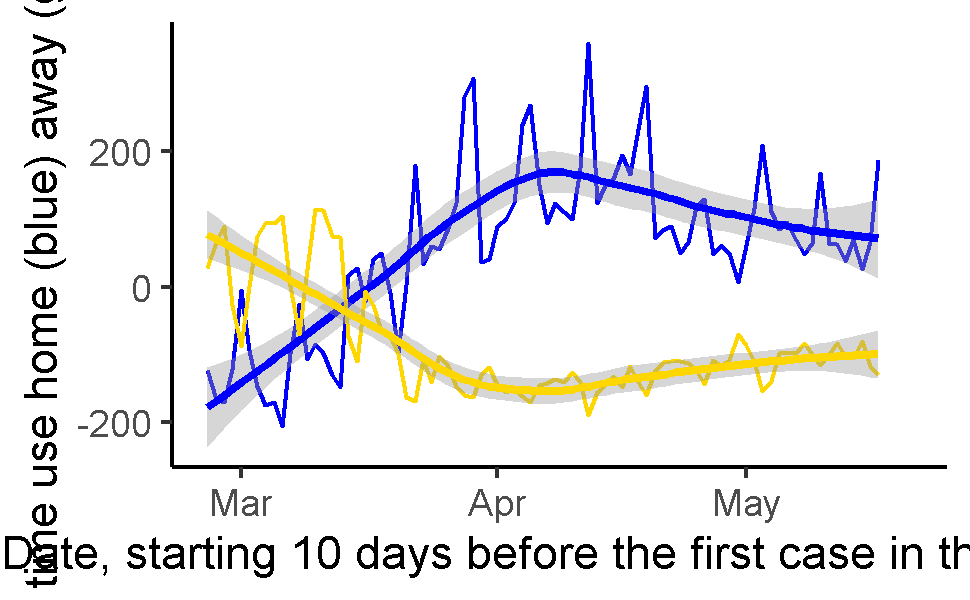 time use home (blue) away (
200
0
-200
Mar Apr May
Date, starting 10 days before the first case in th